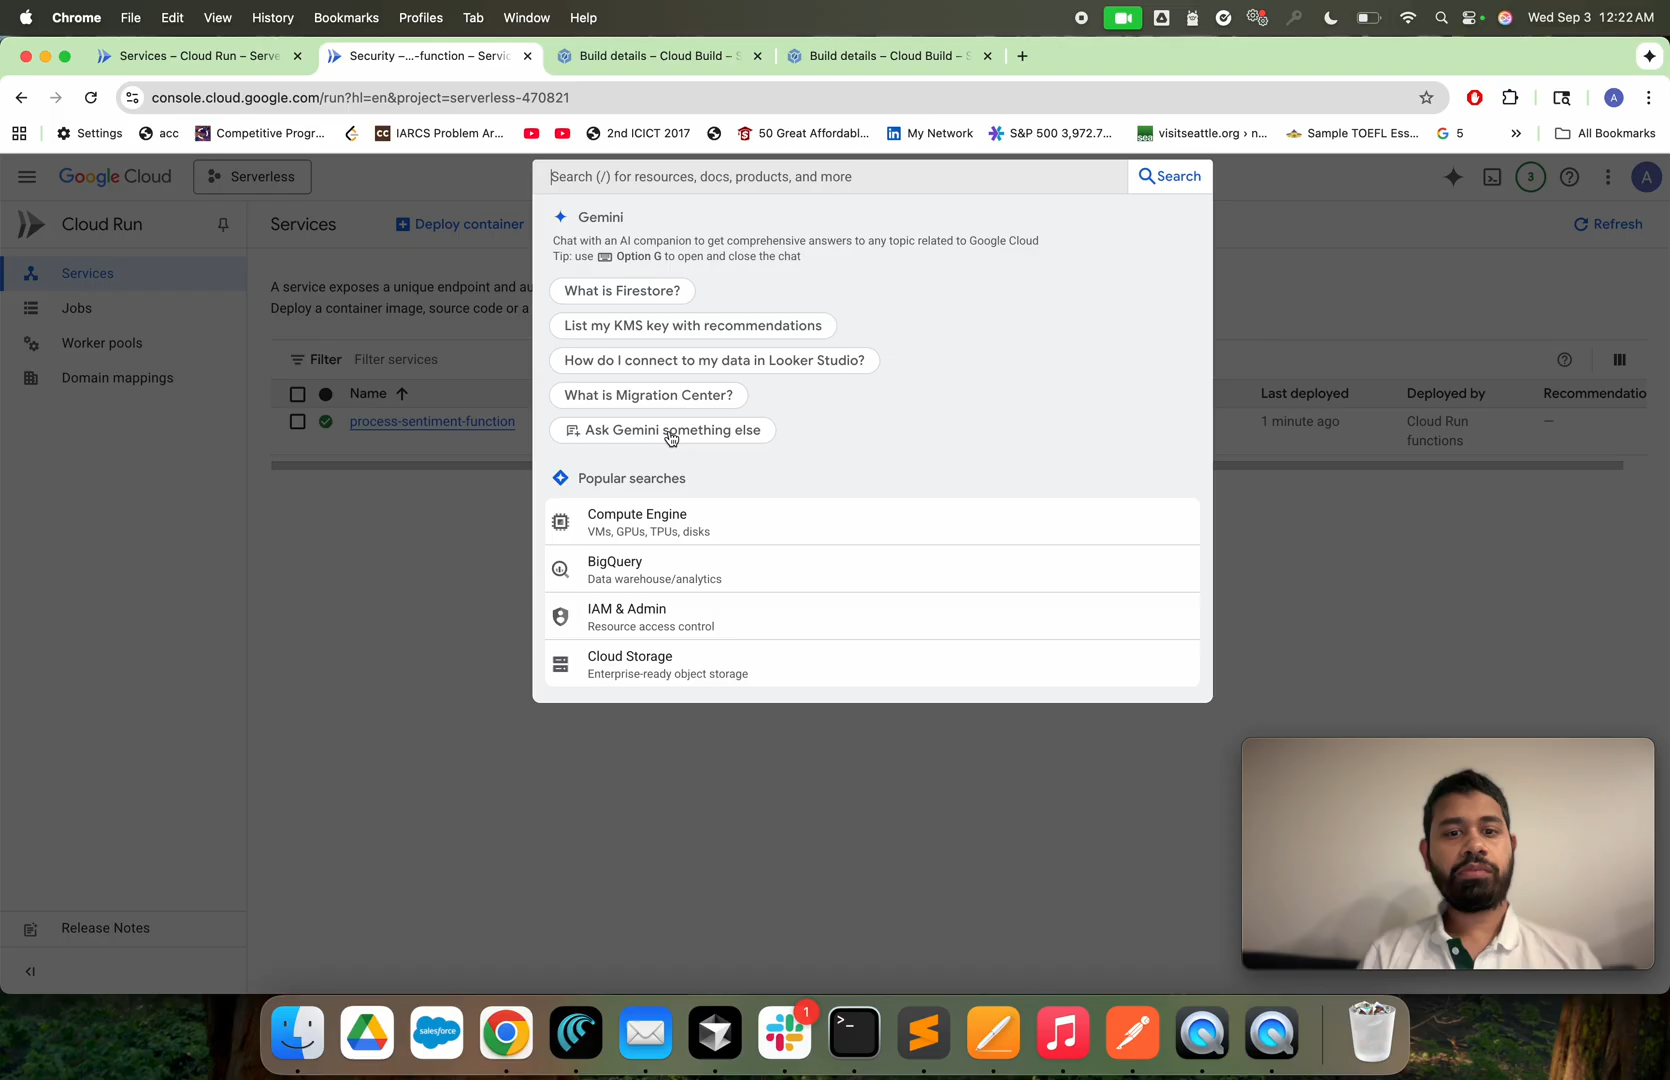 Chrome File Edit View History Bookmarks Profiles Tab Window Help Wed Sep 3 12:22 AM
Services – Cloud Run – Serve Security –...-function – Servic Build details – Cloud Build – S Build details – Cloud Build – S
console.cloud.google.com/run?hl=en&project=serverless-470821 A
Settings acc Competitive Progr... CC IARCS Problem Ar... 2nd ICICT 2017 50 Great Affordabl... My Network S&P 500 3,972.7... visitseattle.org › n... Sample TOEFL Ess... 5 » All Bookmarks
Google Cloud Serverless Search (/) for resources, docs, products, and more Search 3 A
Cloud Run Services Deploy container Refresh
Gemini
Chat with an AI companion to get comprehensive answers to any topic related to Google Cloud
Tip: use Option G to open and close the chat
Services
Jobs
Worker pools
Domain mappings
A service exposes a unique endpoint and au
Deploy a container image, source code or a
Filter Filter services
Name Last deployed Deployed by Recommendatio
process-sentiment-function 1 minute ago Cloud Run
functions —
What is Firestore?
List my KMS key with recommendations
How do I connect to my data in Looker Studio?
What is Migration Center?
Ask Gemini something else
Popular searches
Compute Engine
VMs, GPUs, TPUs, disks
BigQuery
Data warehouse/analytics
IAM & Admin
Resource access control
Cloud Storage
Enterprise-ready object storage
Release Notes
salesforce
1